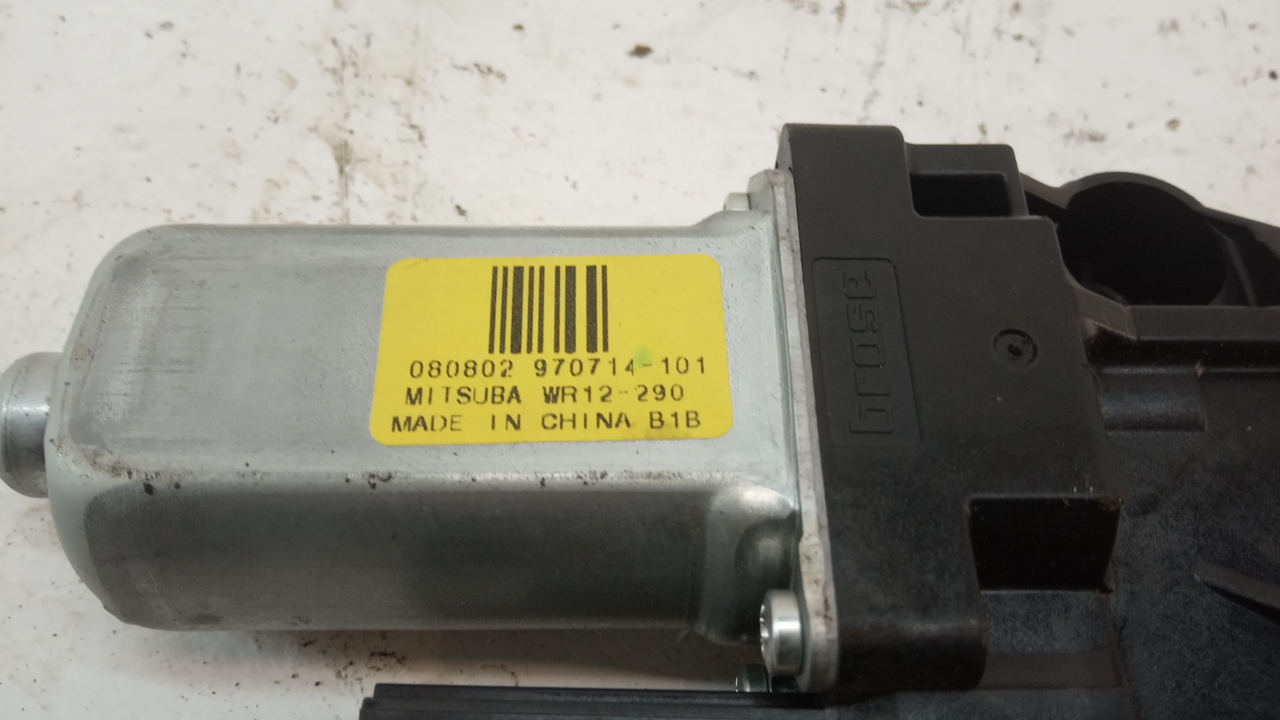 080802 970714-101
MITSUBA WR12-290
MADE IN CHINA B1B
brose